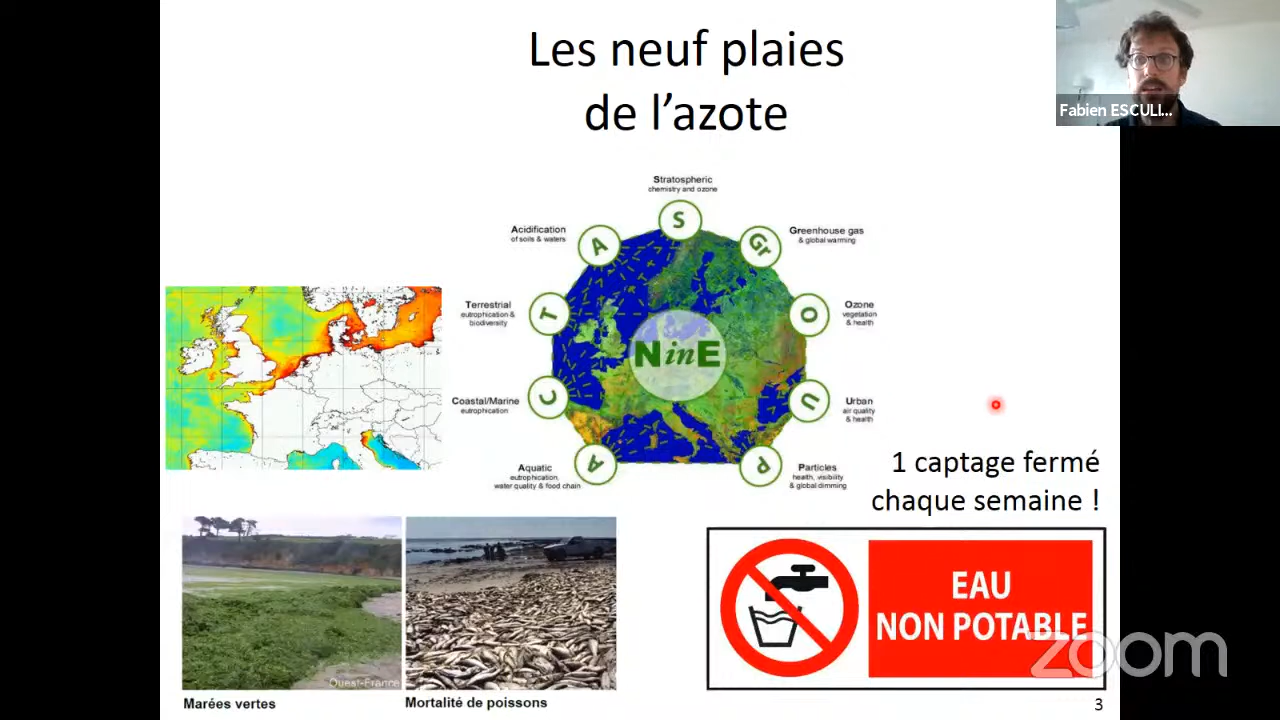 Les neuf plaies
de l'azote
Fabien ESCULI...
Stratospheric
chemistry and ozone
S
Acidification
of soils & waters
A
Gr
Greenhouse gas
& global warming
Terrestrial
eutrophication &
biodiversity
T
O
Ozone
vegetation
& health
N in E
Coastal/Marine
eutrophication
C
U
Urban
air quality
& health
Aquatic
eutrophication,
water quality & food chain
A
P
Particles
health, visibility
& global dimming
1 captage fermé
chaque semaine !
EAU
NON POTABLE
Ouest-France
Marées vertes
Mortalité de poissons
zoom
3